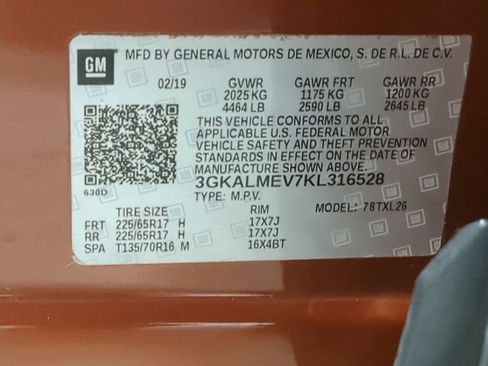 GM
MFD BY GENERAL MOTORS DE MEXICO, S. DE R.L. DE C.V.
02/19 GVWR GAWR FRT GAWR RR
2025 KG 1175 KG 1200 KG
4464 LB 2590 LB 2645 LB
THIS VEHICLE CONFORMS TO ALL
APPLICABLE U.S. FEDERAL MOTOR
VEHICLE SAFETY AND THEFT PREVENTION
STANDARDS IN EFFECT ON THE DATE OF
MANUFACTURE SHOWN ABOVE.
630D 3GKALMEV7KL316528
TYPE: M.P.V. MODEL: 78TXL26
TIRE SIZE RIM
FRT 225/65R17 H 17X7J
RR 225/65R17 H 17X7J
SPA T135/70R16 M 16X4BT